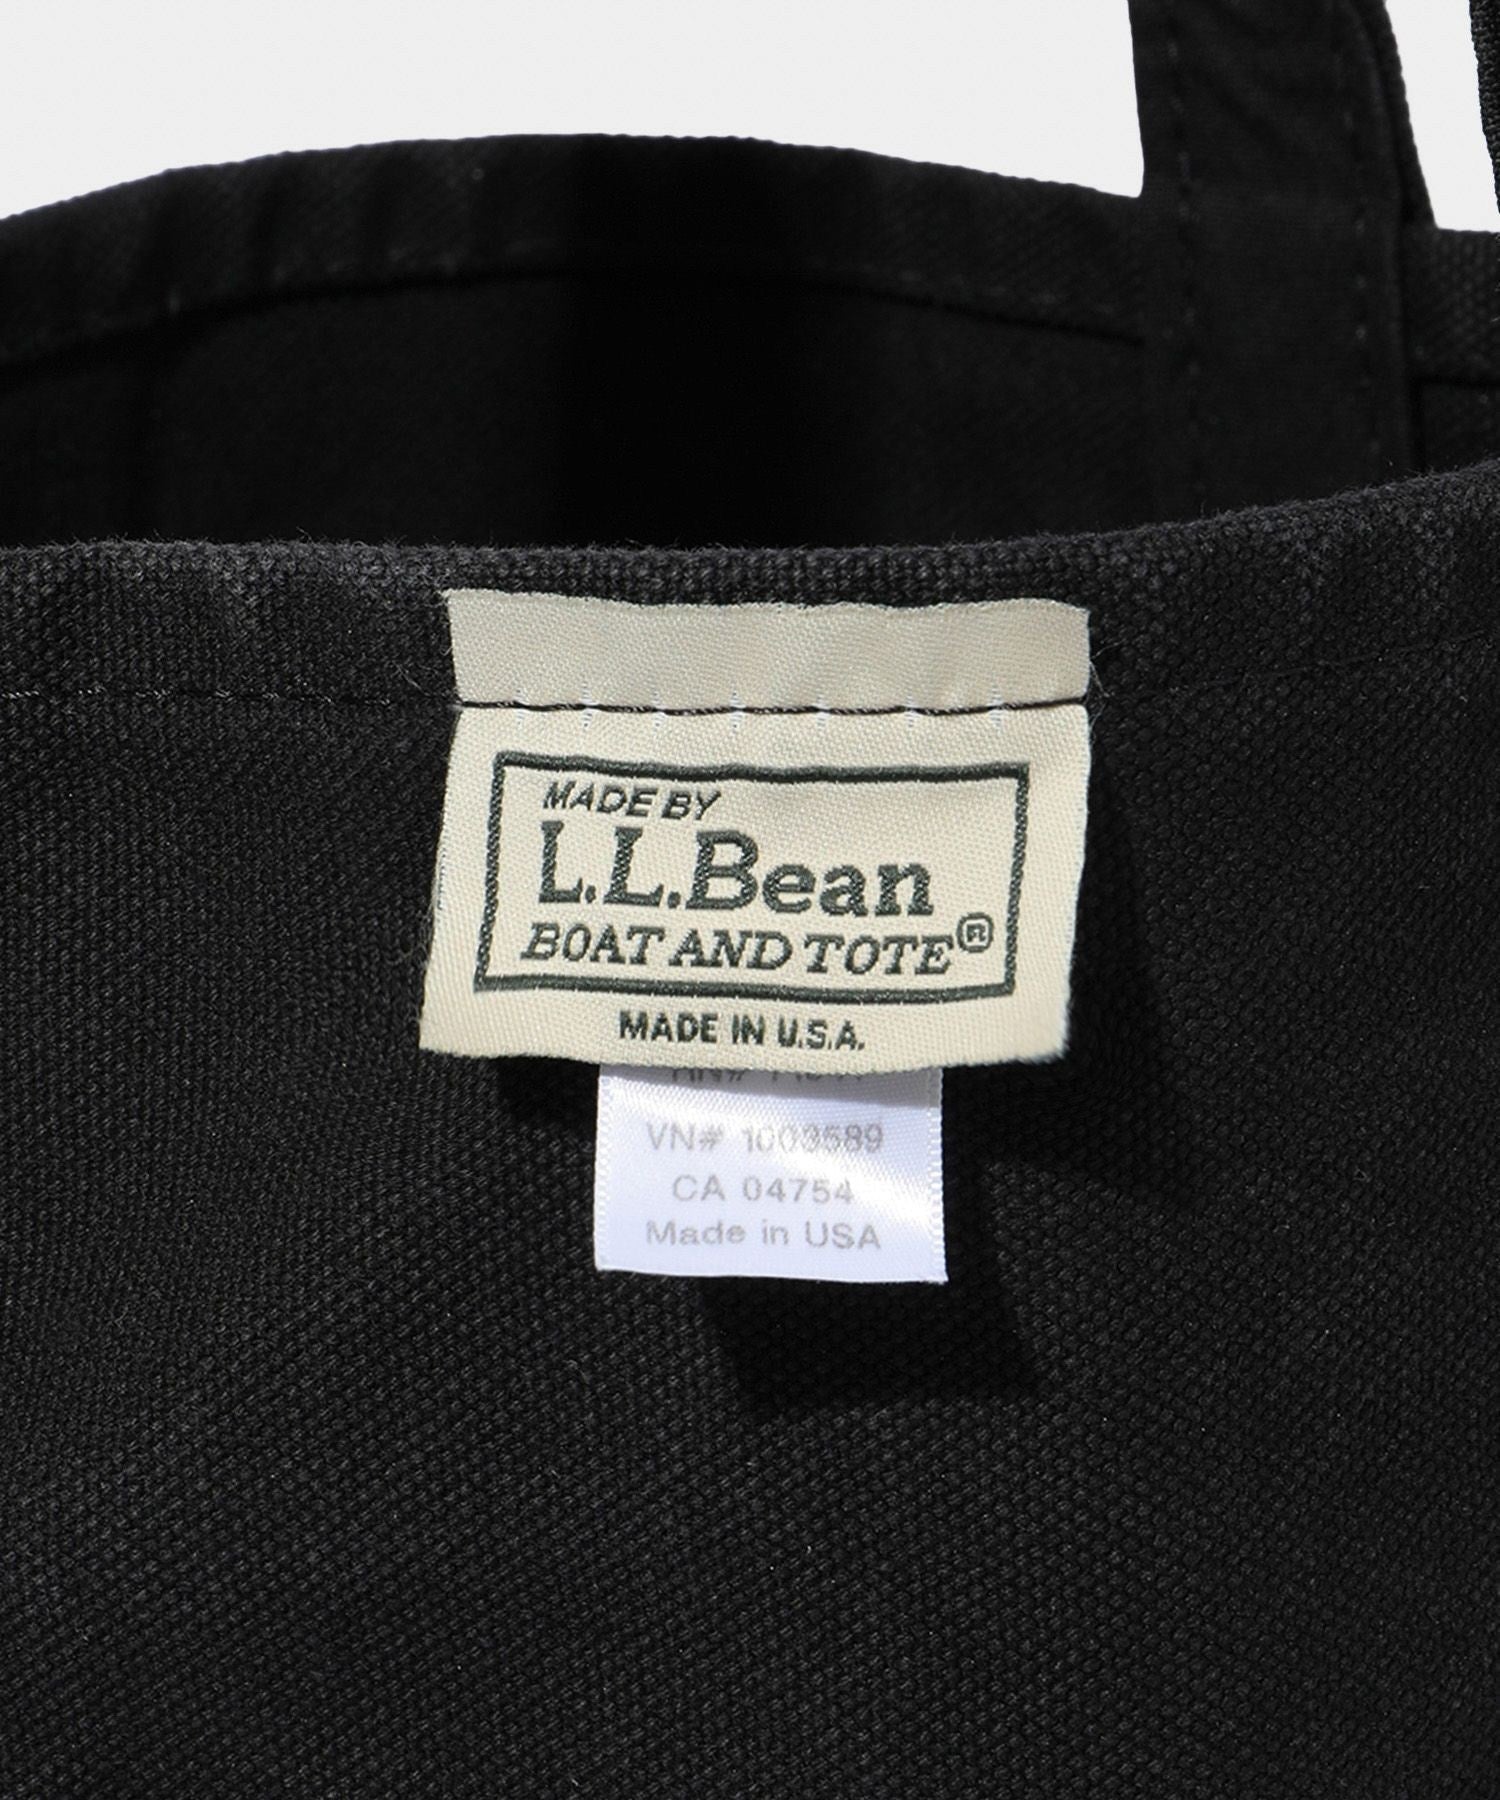 MADE BY
L.L.Bean
BOAT AND TOTE®
MADE IN U.S.A.
VN# 1003589
CA 04754
Made in USA